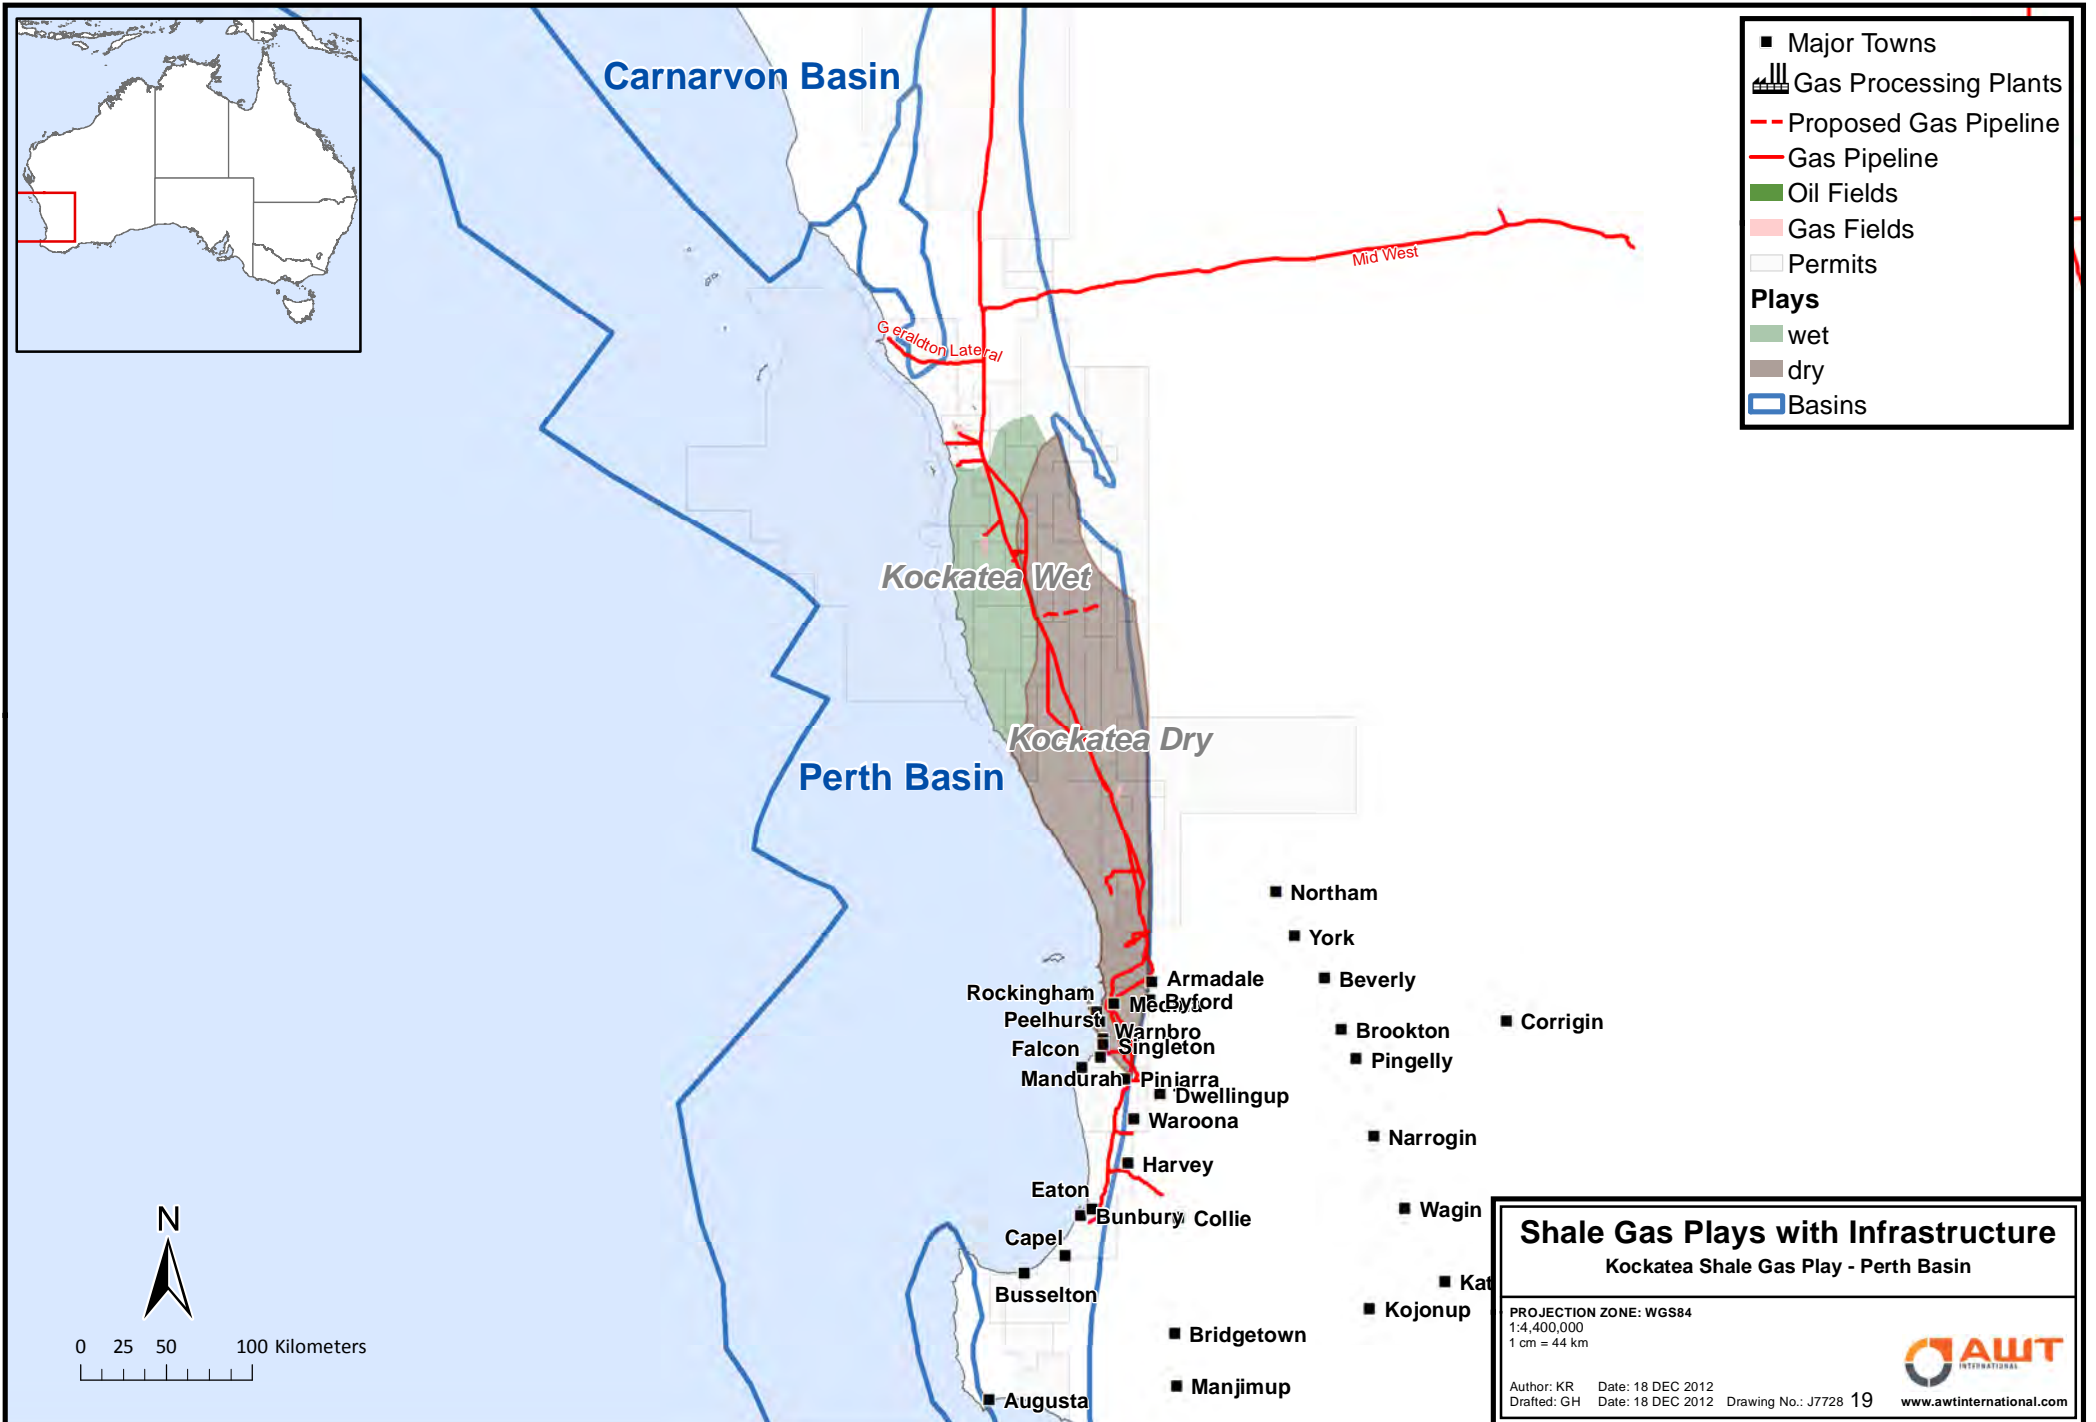 Carnarvon Basin
Major Towns
Gas Processing Plants
Proposed Gas Pipeline
Gas Pipeline
Oil Fields
Gas Fields
Permits
Plays
wet
dry
Basins
Mid West
Geraldton Lateral
Kockatea Wet
Kockatea Dry
Perth Basin
Northam
York
Armadale
Beverly
Rockingham
Byford
Peelhurst
Corrigin
Warnbro
Brookton
Falcon
Singleton
Pingelly
Mandurah
Pinjarra
Dwellingup
Waroona
Narrogin
Harvey
Eaton
Wagin
Bunbury
Collie
Capel
Kat
Busselton
Kojonup
Bridgetown
Manjimup
Augusta
N
0 25 50 100 Kilometers
Shale Gas Plays with Infrastructure
Kockatea Shale Gas Play - Perth Basin
PROJECTION ZONE: WGS84
1:4,400,000
1 cm = 44 km
AWT
INTERNATIONAL
Author: KR Date: 18 DEC 2012
Drafted: GH Date: 18 DEC 2012 Drawing No.: J7728 19 www.awtinternational.com